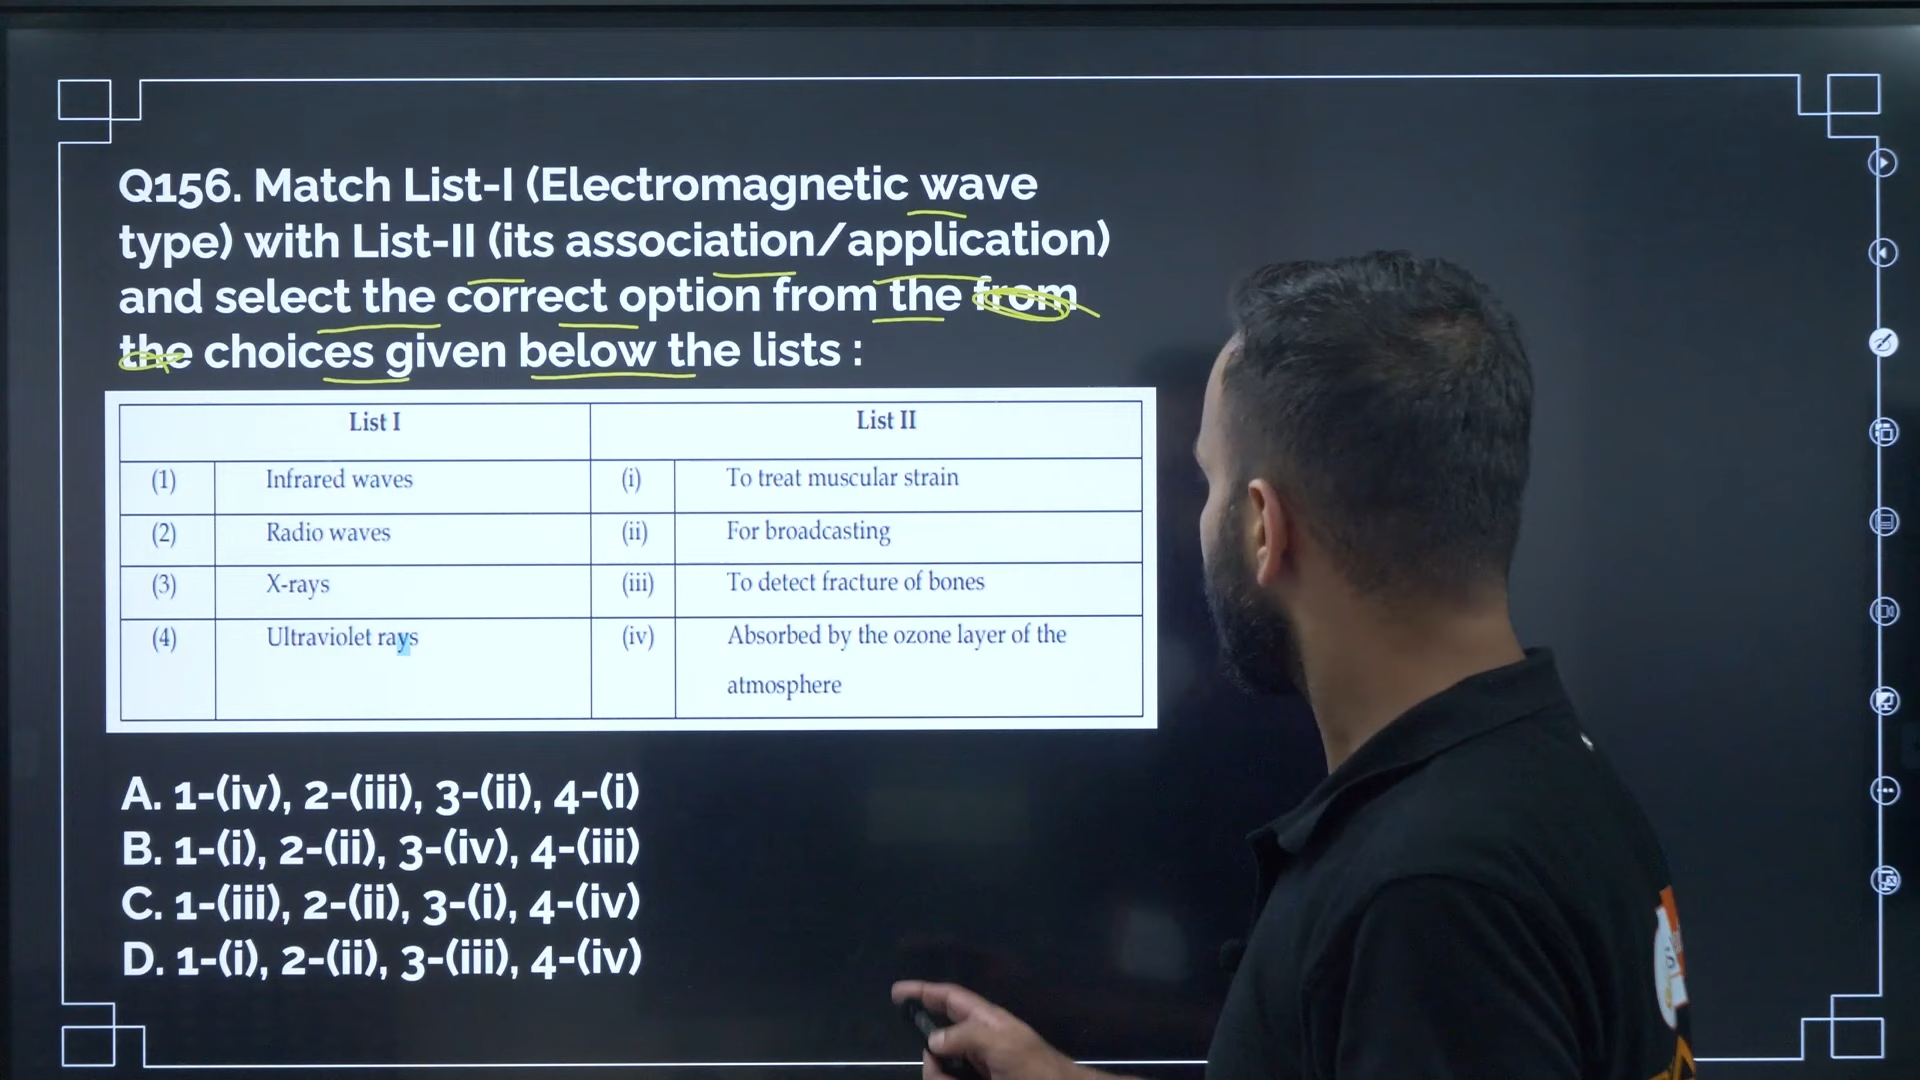 Q156. Match List-I (Electromagnetic wave
type) with List-II (its association/application)
and select the correct option from the from
the choices given below the lists :
List I List II
(1) Infrared waves (i) To treat muscular strain
(2) Radio waves (ii) For broadcasting
(3) X-rays (iii) To detect fracture of bones
(4) Ultraviolet rays (iv) Absorbed by the ozone layer of the
atmosphere
A. 1-(iv), 2-(iii), 3-(ii), 4-(i)
B. 1-(i), 2-(ii), 3-(iv), 4-(iii)
C. 1-(iii), 2-(ii), 3-(i), 4-(iv)
D. 1-(i), 2-(ii), 3-(iii), 4-(iv)